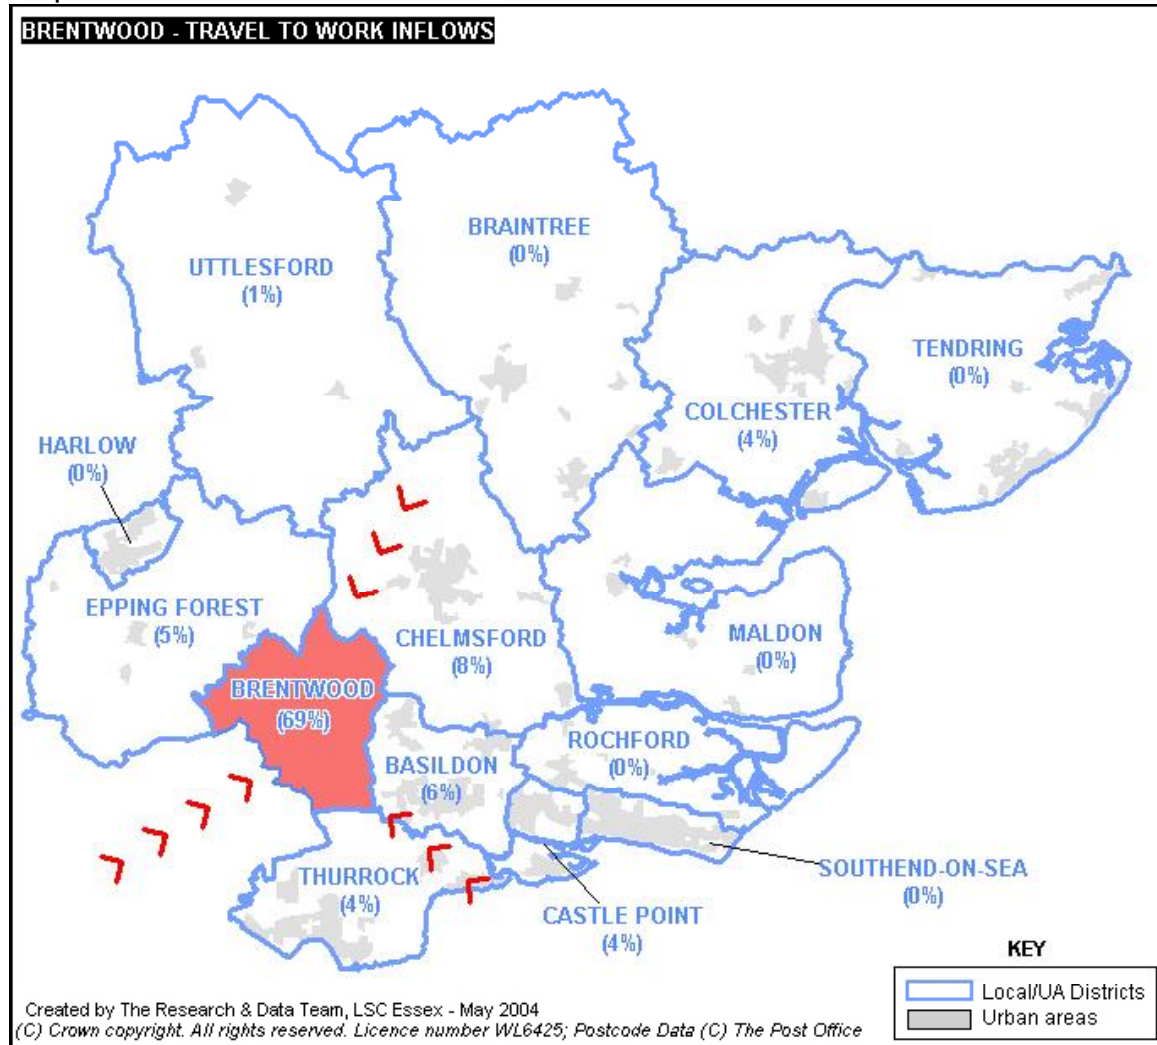 BRENTWOOD - TRAVEL TO WORK INFLOWS
BRAINTREE
(0%)
UTTLESFORD
(1%)
TENDRING
(0%)
COLCHESTER
(4%)
HARLOW
(0%)
EPPING FOREST
(5%)
CHELMSFORD
(8%)
MALDON
(0%)
BRENTWOOD
(69%)
ROCHFORD
(0%)
BASILDON
(6%)
THURROCK
(4%)
SOUTHEND-ON-SEA
(0%)
CASTLE POINT
(4%)
KEY
Local/UA Districts
Urban areas
Created by The Research & Data Team, LSC Essex - May 2004
(C) Crown copyright. All rights reserved. Licence number WL6425; Postcode Data (C) The Post Office